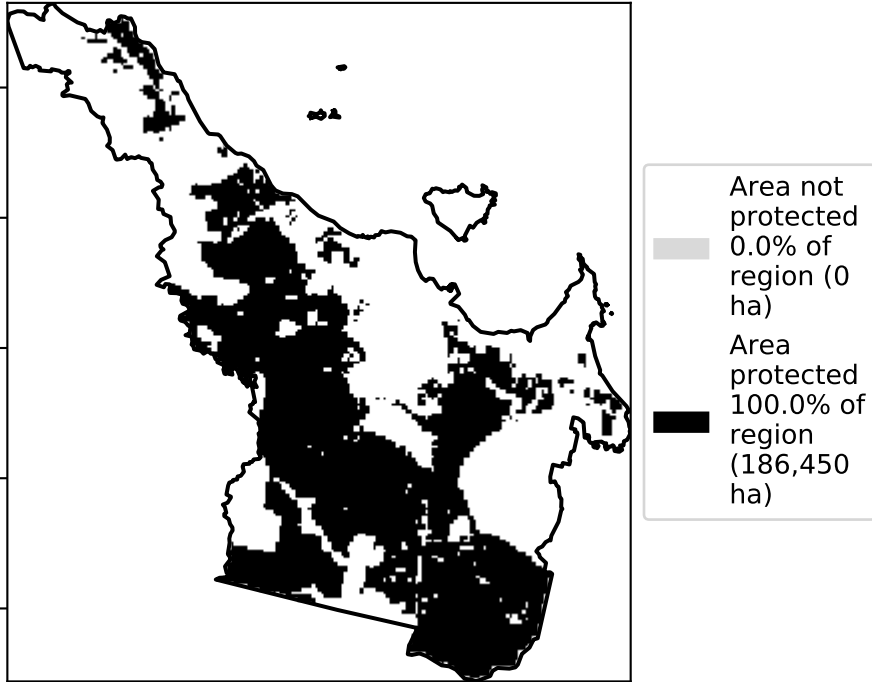 Area not
protected
0.0% of
region (0
ha)
Area
protected
100.0% of
region
(186,450
ha)